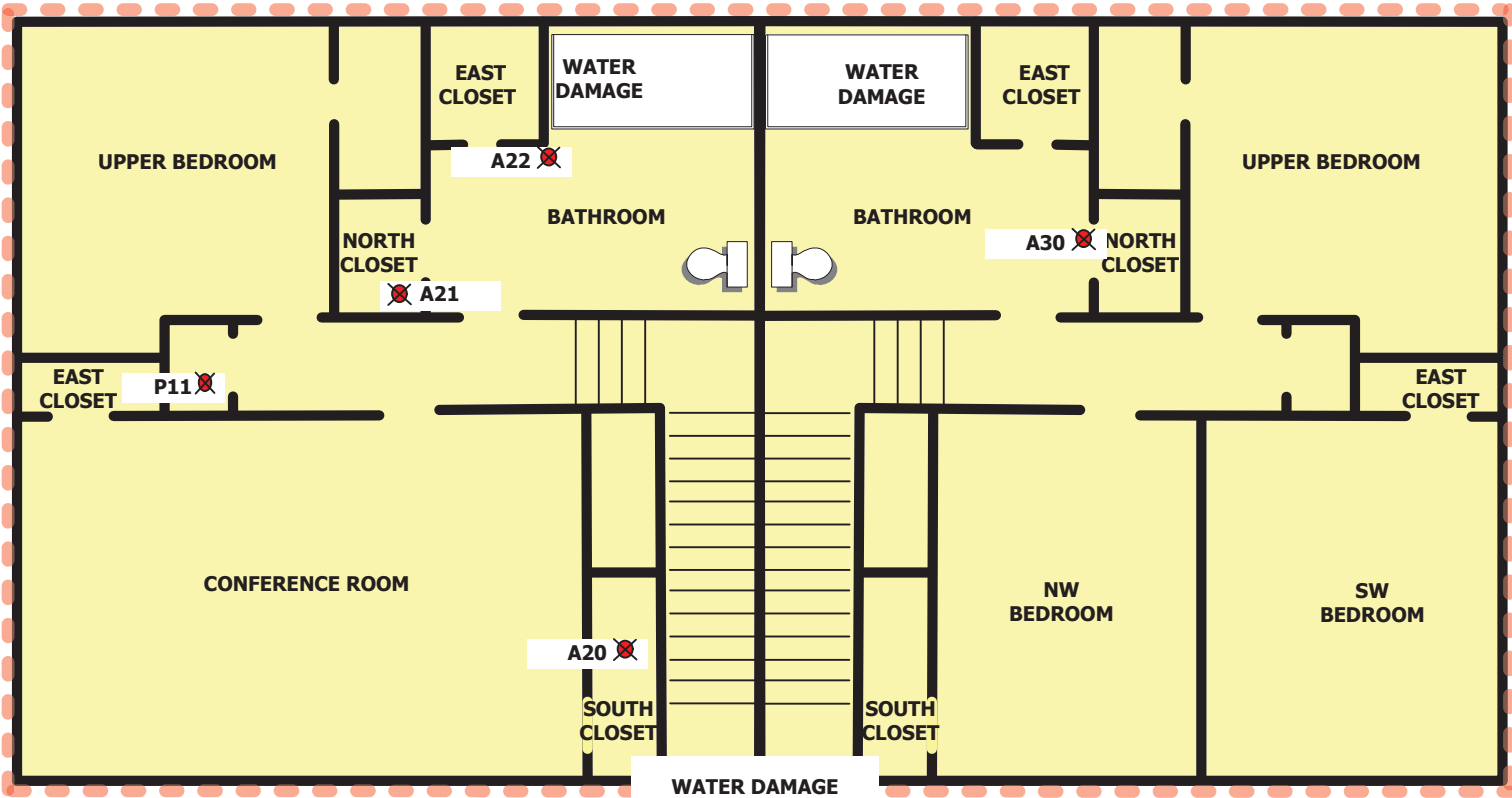 EAST
CLOSET
WATER
DAMAGE
WATER
DAMAGE
EAST
CLOSET
UPPER BEDROOM
A22
UPPER BEDROOM
BATHROOM
BATHROOM
NORTH
CLOSET
A30
NORTH
CLOSET
A21
EAST
CLOSET
P11
EAST
CLOSET
CONFERENCE ROOM
NW
BEDROOM
SW
BEDROOM
A20
SOUTH
CLOSET
SOUTH
CLOSET
WATER DAMAGE